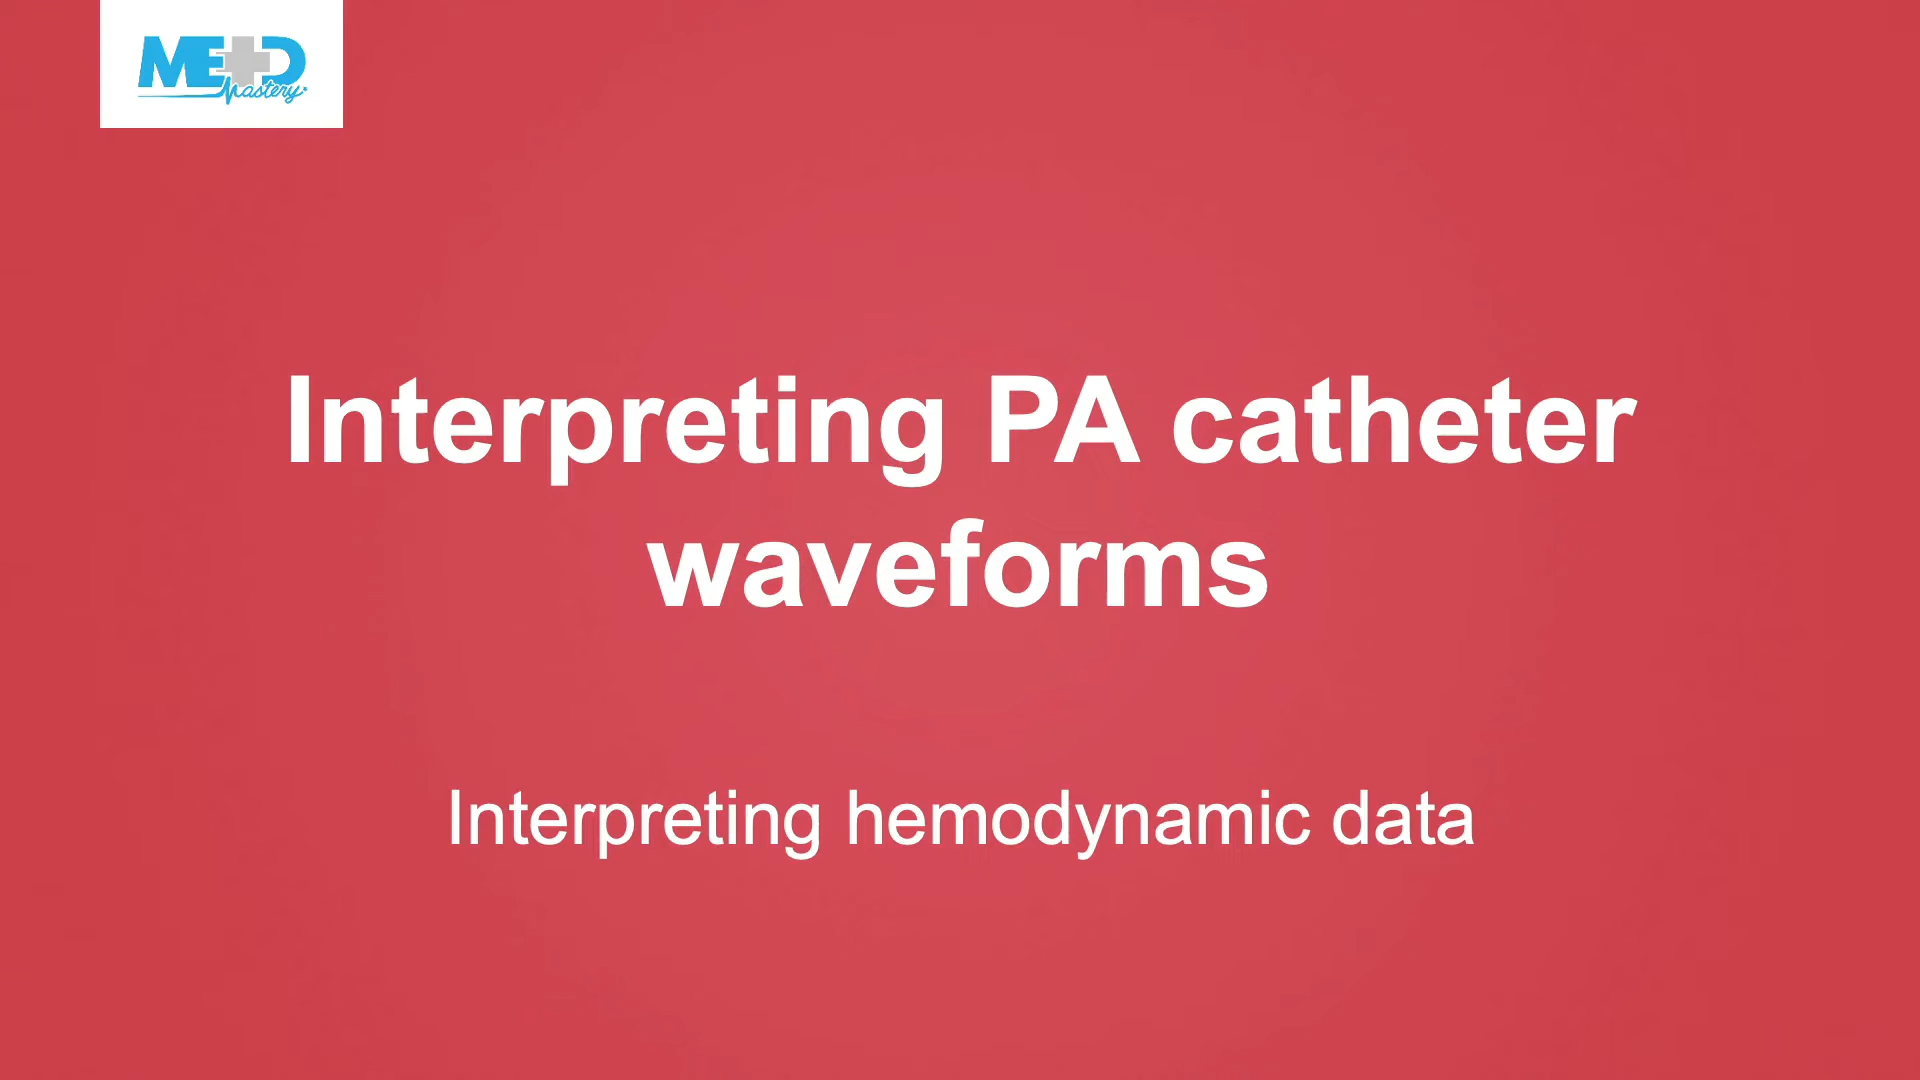 MED
Mastery
Interpreting PA catheter
waveforms
Interpreting hemodynamic data